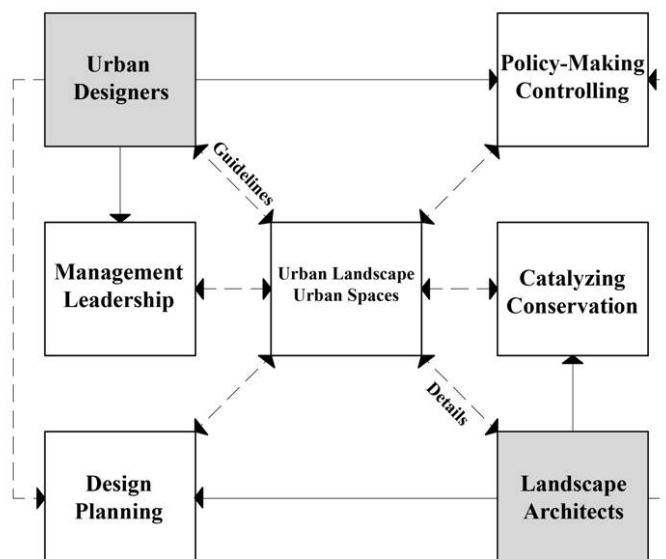 Urban
Designers
Policy-Making
Controlling
Guidelines
Management
Leadership
Urban Landscape
Urban Spaces
Catalyzing
Conservation
Details
Design
Planning
Landscape
Architects